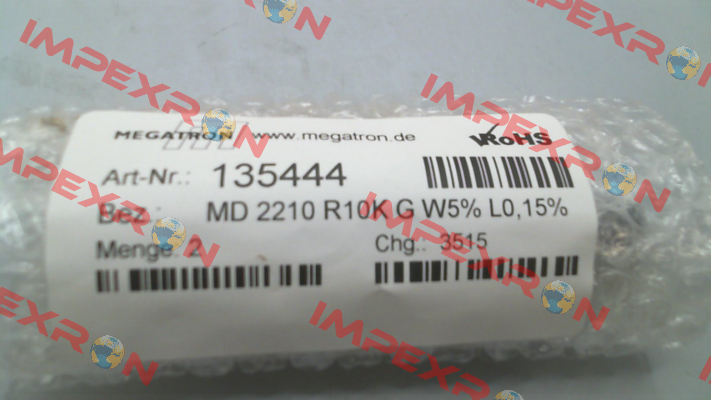 IMPEXRON
IMPEXRON
MEGATRON www.megatron.de RoHS
Art-Nr.: 135444
Bez.: MD 2210 R10K G W5% L0,15%
Menge: 2 Chg.: 3515
IMPEXRON
IMPEXRON
IMPEXRON